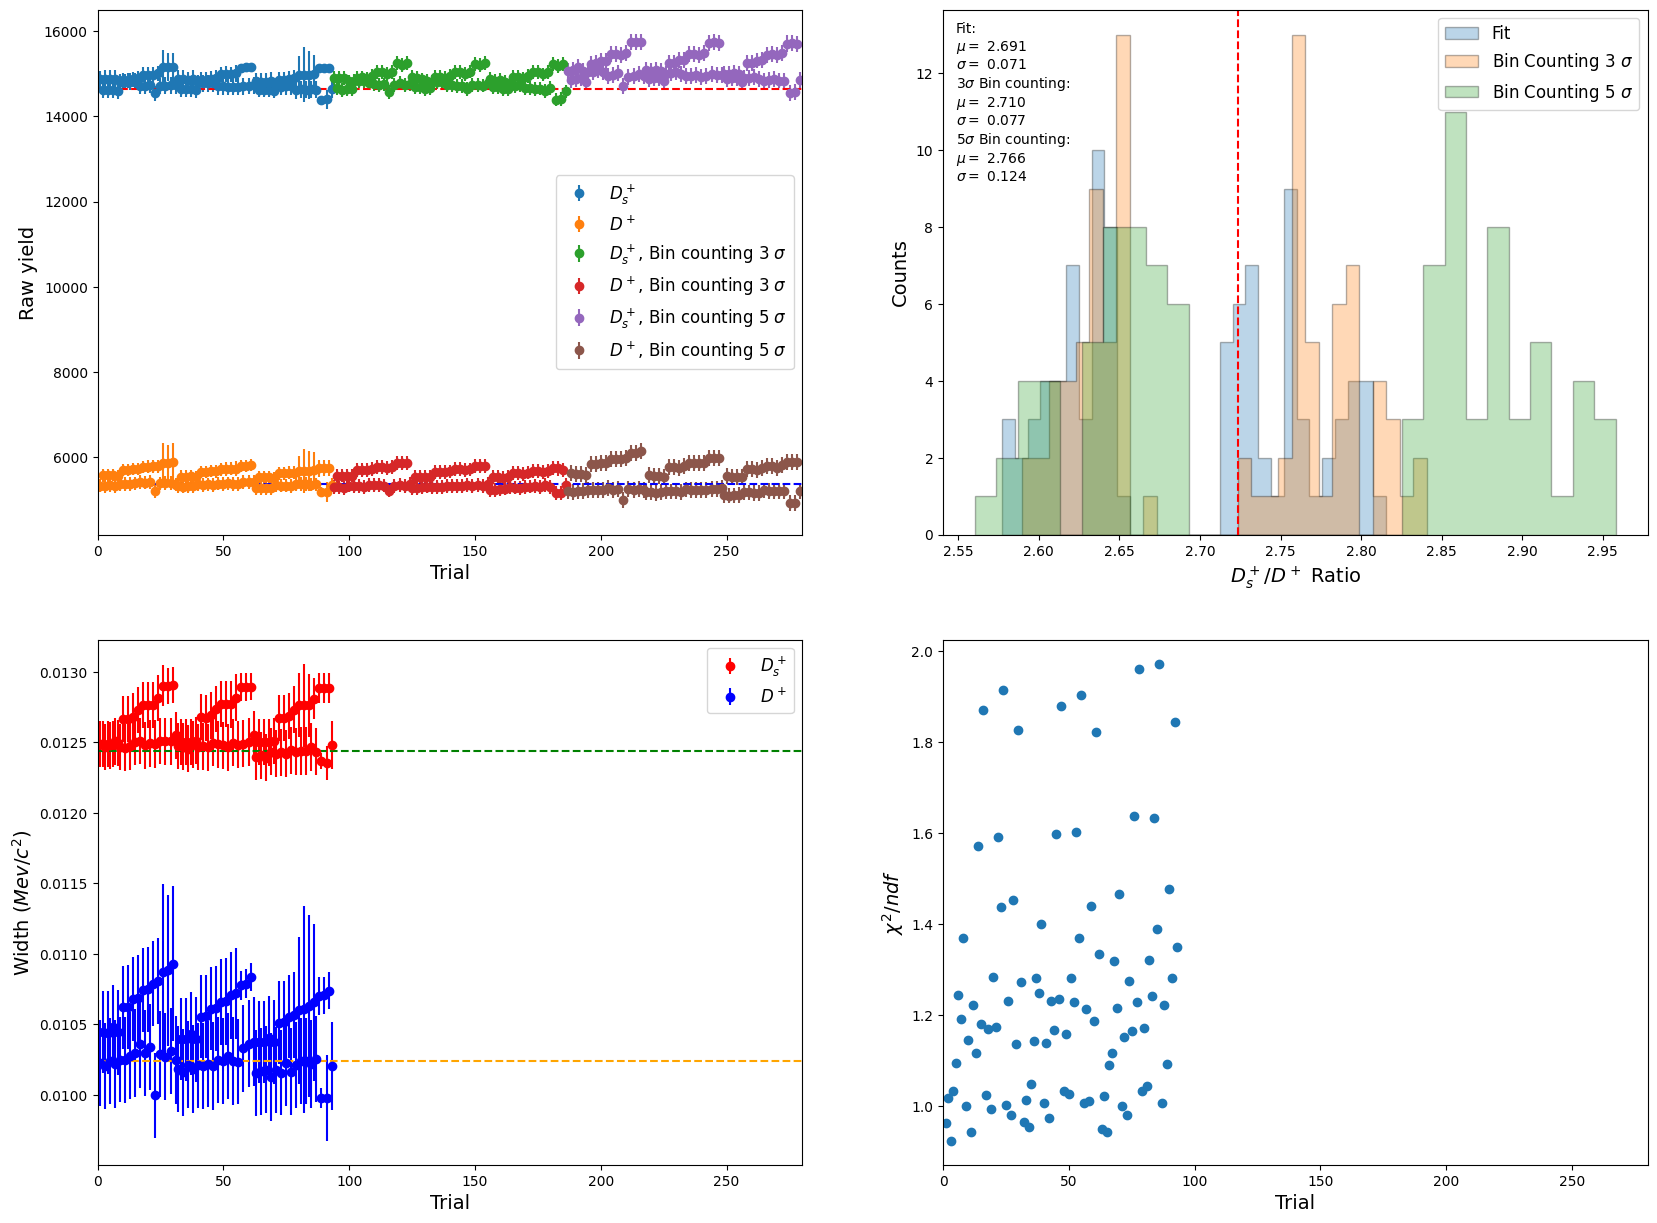 16000
14000
12000
10000
8000
6000
Raw yield
0 50 100 150 200 250
Trial
$D_s^+$
$D^+$
$D_s^+$, Bin counting 3 σ
$D^+$, Bin counting 3 σ
$D_s^+$, Bin counting 5 σ
$D^+$, Bin counting 5 σ
Fit:
μ = 2.691
σ = 0.071
3σ Bin counting:
μ = 2.710
σ = 0.077
5σ Bin counting:
μ = 2.766
σ = 0.124
Fit
Bin Counting 3 σ
Bin Counting 5 σ
12
10
8
6
4
2
0
Counts
2.55 2.60 2.65 2.70 2.75 2.80 2.85 2.90 2.95
$D_s^+/D^+$ Ratio
0.0130
0.0125
0.0120
0.0115
0.0110
0.0105
0.0100
Width ($Mev/c^2$)
$D_s^+$
$D^+$
0 50 100 150 200 250
Trial
2.0
1.8
1.6
1.4
1.2
1.0
$χ^2/ndf$
0 50 100 150 200 250
Trial